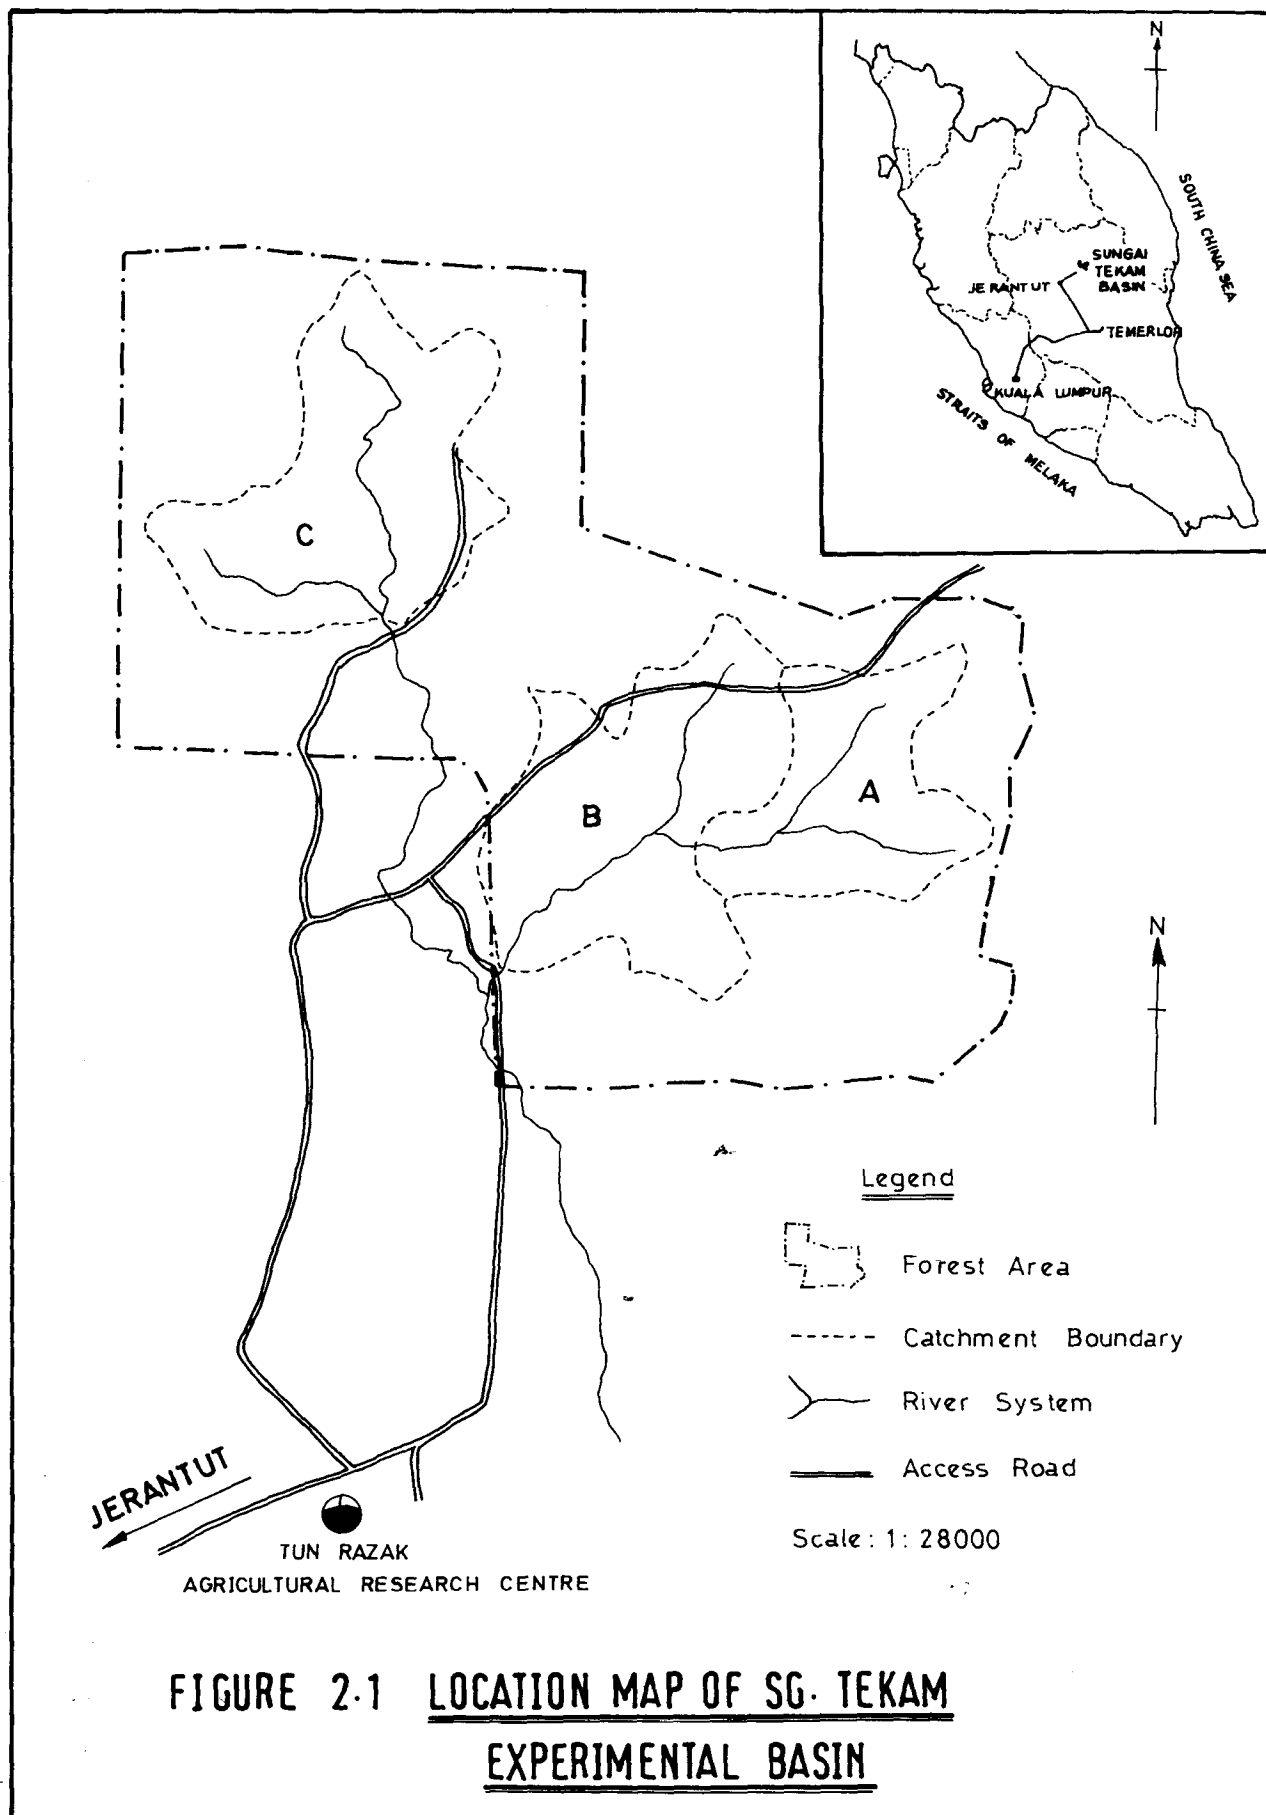 N
SOUTH CHINA SEA
SUNGAI
TEKAM
BASIN
JERANTUT
TEMERLOH
KUALA LUMPUR
STRAITS OF MELAKA
C
B
A
N
Legend
Forest Area
Catchment Boundary
River System
Access Road
Scale: 1: 28000
JERANTUT
TUN RAZAK
AGRICULTURAL RESEARCH CENTRE
FIGURE 2.1 LOCATION MAP OF SG. TEKAM
EXPERIMENTAL BASIN